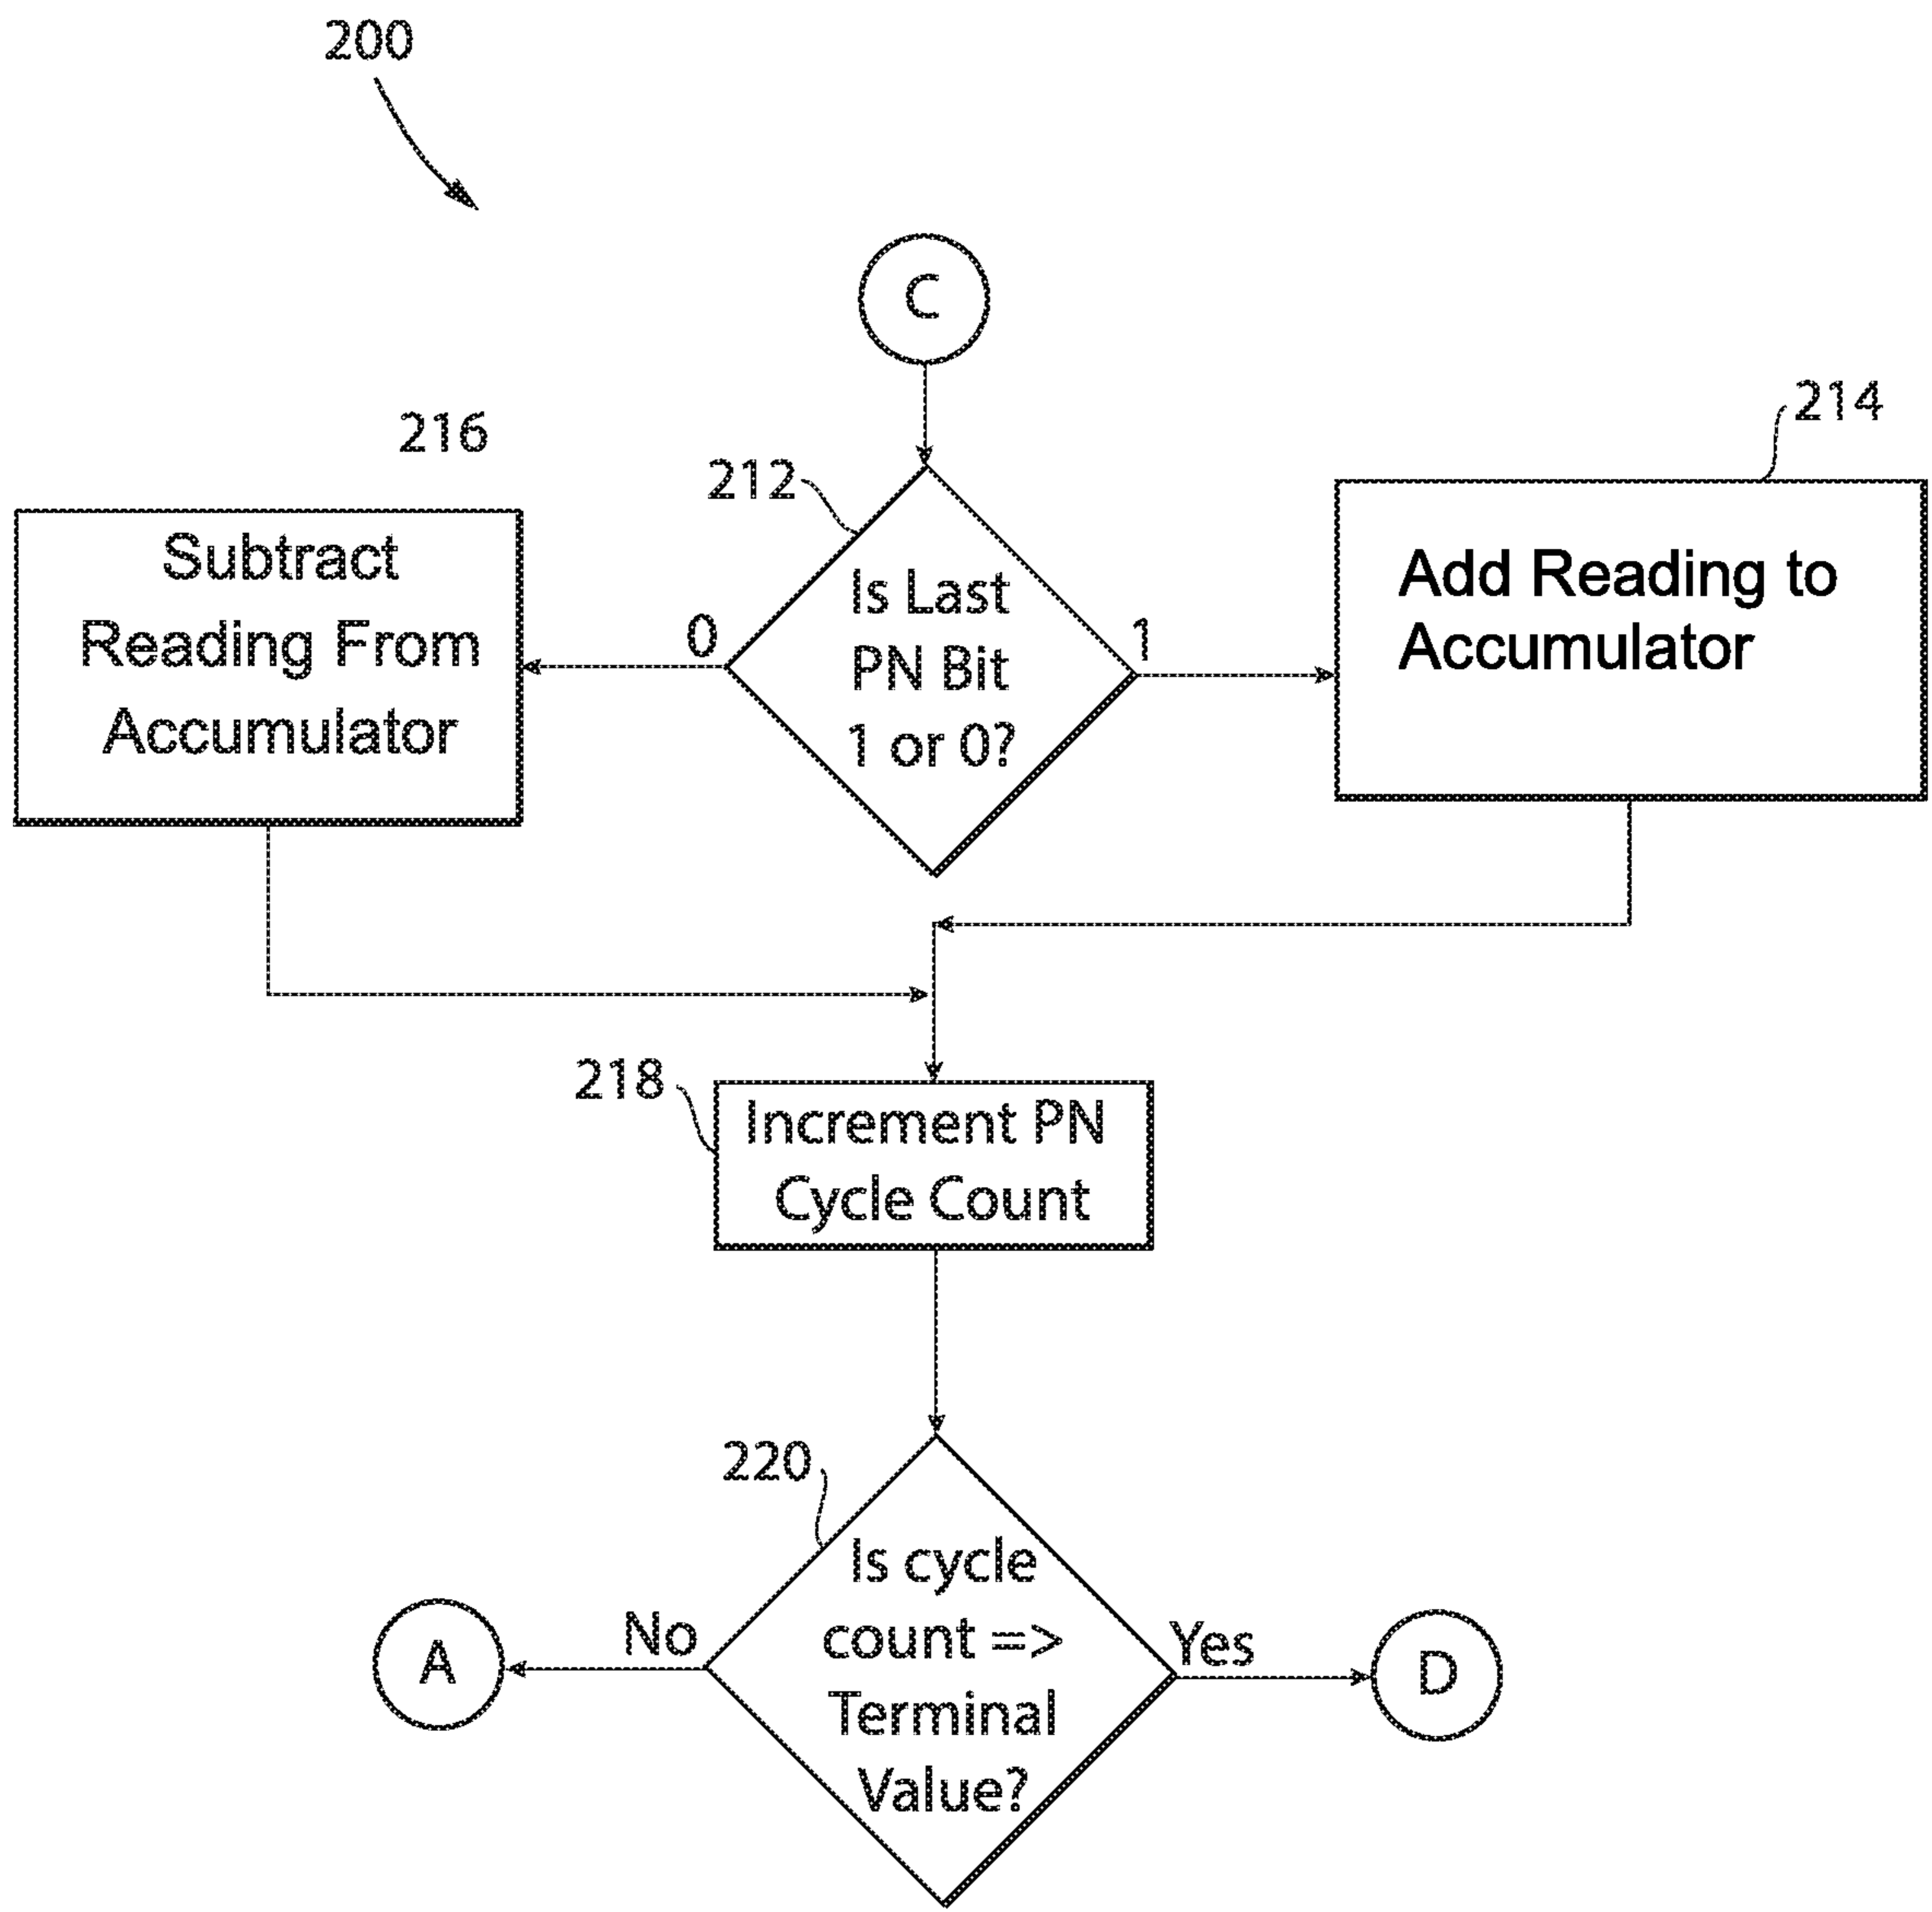 200
C
216
214
212
Subtract
Reading From
Accumulator
0
Is Last
PN Bit
1 or 0?
1
Add Reading to
Accumulator
218
Increment PN
Cycle Count
220
Is cycle
count =>
Terminal
Value?
No
A
Yes
D